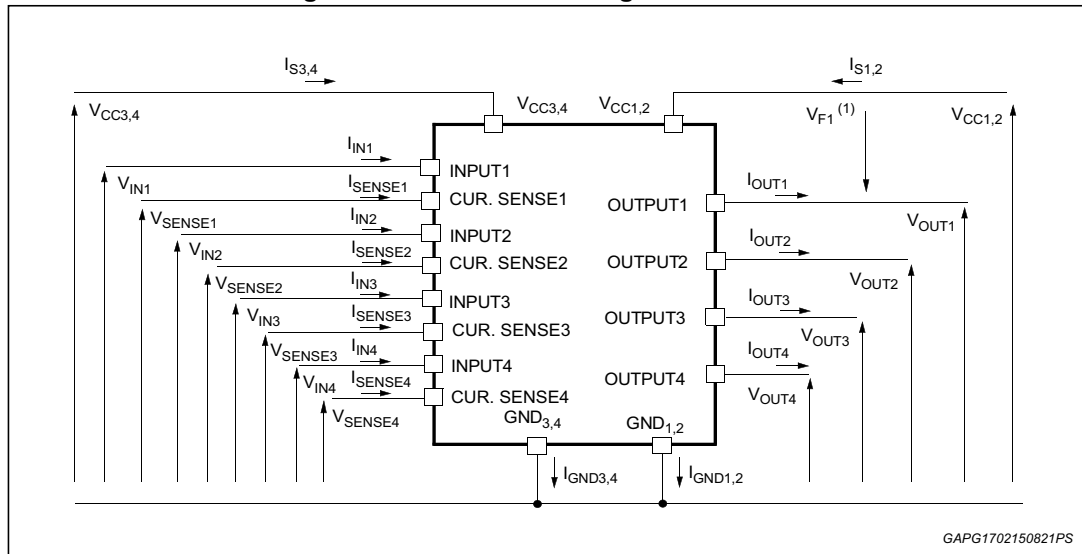 I_S3,4
I_S1,2
V_CC3,4
V_CC3,4
V_CC1,2
V_F1 (1)
V_CC1,2
I_IN1
INPUT1
V_IN1
I_SENSE1
CUR. SENSE1
OUTPUT1
I_OUT1
V_SENSE1
I_IN2
INPUT2
V_OUT1
V_IN2
I_SENSE2
CUR. SENSE2
OUTPUT2
I_OUT2
V_SENSE2
I_IN3
INPUT3
V_OUT2
V_IN3
I_SENSE3
CUR. SENSE3
OUTPUT3
I_OUT3
V_SENSE3
I_IN4
INPUT4
V_OUT3
V_IN4
I_SENSE4
CUR. SENSE4
OUTPUT4
I_OUT4
V_SENSE4
V_OUT4
GND_3,4
GND_1,2
I_GND3,4
I_GND1,2
GAPG1702150821PS